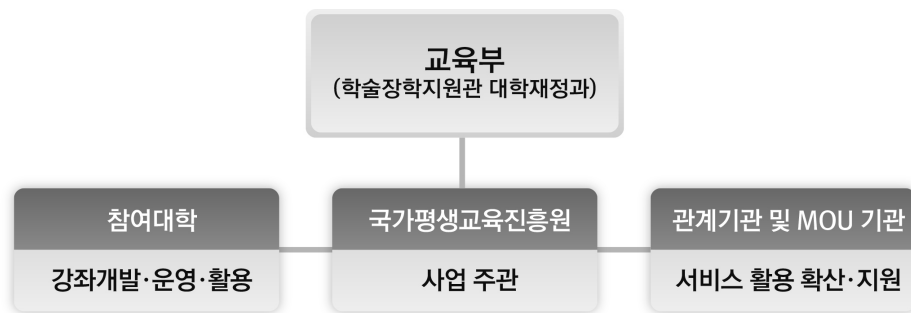 교육부
(학술장학지원관 대학재정과)
참여대학
강좌개발·운영·활용
국가평생교육진흥원
사업 주관
관계기관 및 MOU 기관
서비스 활용 확산·지원